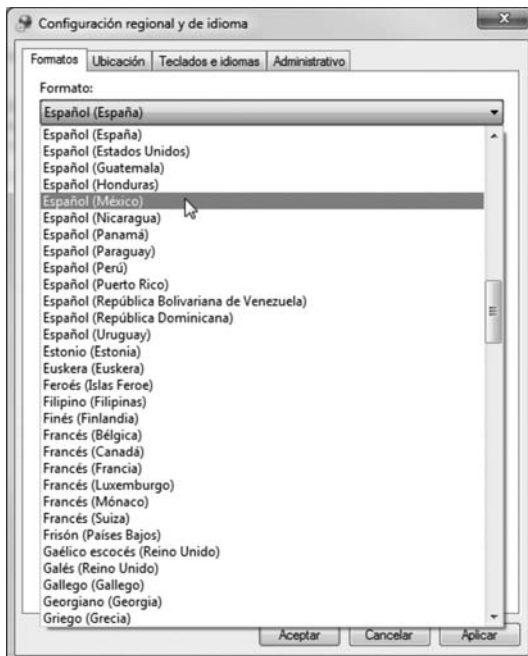 Configuración regional y de idioma
Formatos Ubicación Teclados e idiomas Administrativo
Formato:
Español (España)
Español (España)
Español (Estados Unidos)
Español (Guatemala)
Español (Honduras)
Español (México)
Español (Nicaragua)
Español (Panamá)
Español (Paraguay)
Español (Perú)
Español (Puerto Rico)
Español (República Bolivariana de Venezuela)
Español (República Dominicana)
Español (Uruguay)
Estonio (Estonia)
Euskera (Euskera)
Feroés (Islas Feroe)
Filipino (Filipinas)
Finés (Finlandia)
Francés (Bélgica)
Francés (Canadá)
Francés (Francia)
Francés (Luxemburgo)
Francés (Mónaco)
Francés (Suiza)
Frisón (Países Bajos)
Gaélico escocés (Reino Unido)
Galés (Reino Unido)
Gallego (Gallego)
Georgiano (Georgia)
Griego (Grecia)
Aceptar Cancelar Aplicar